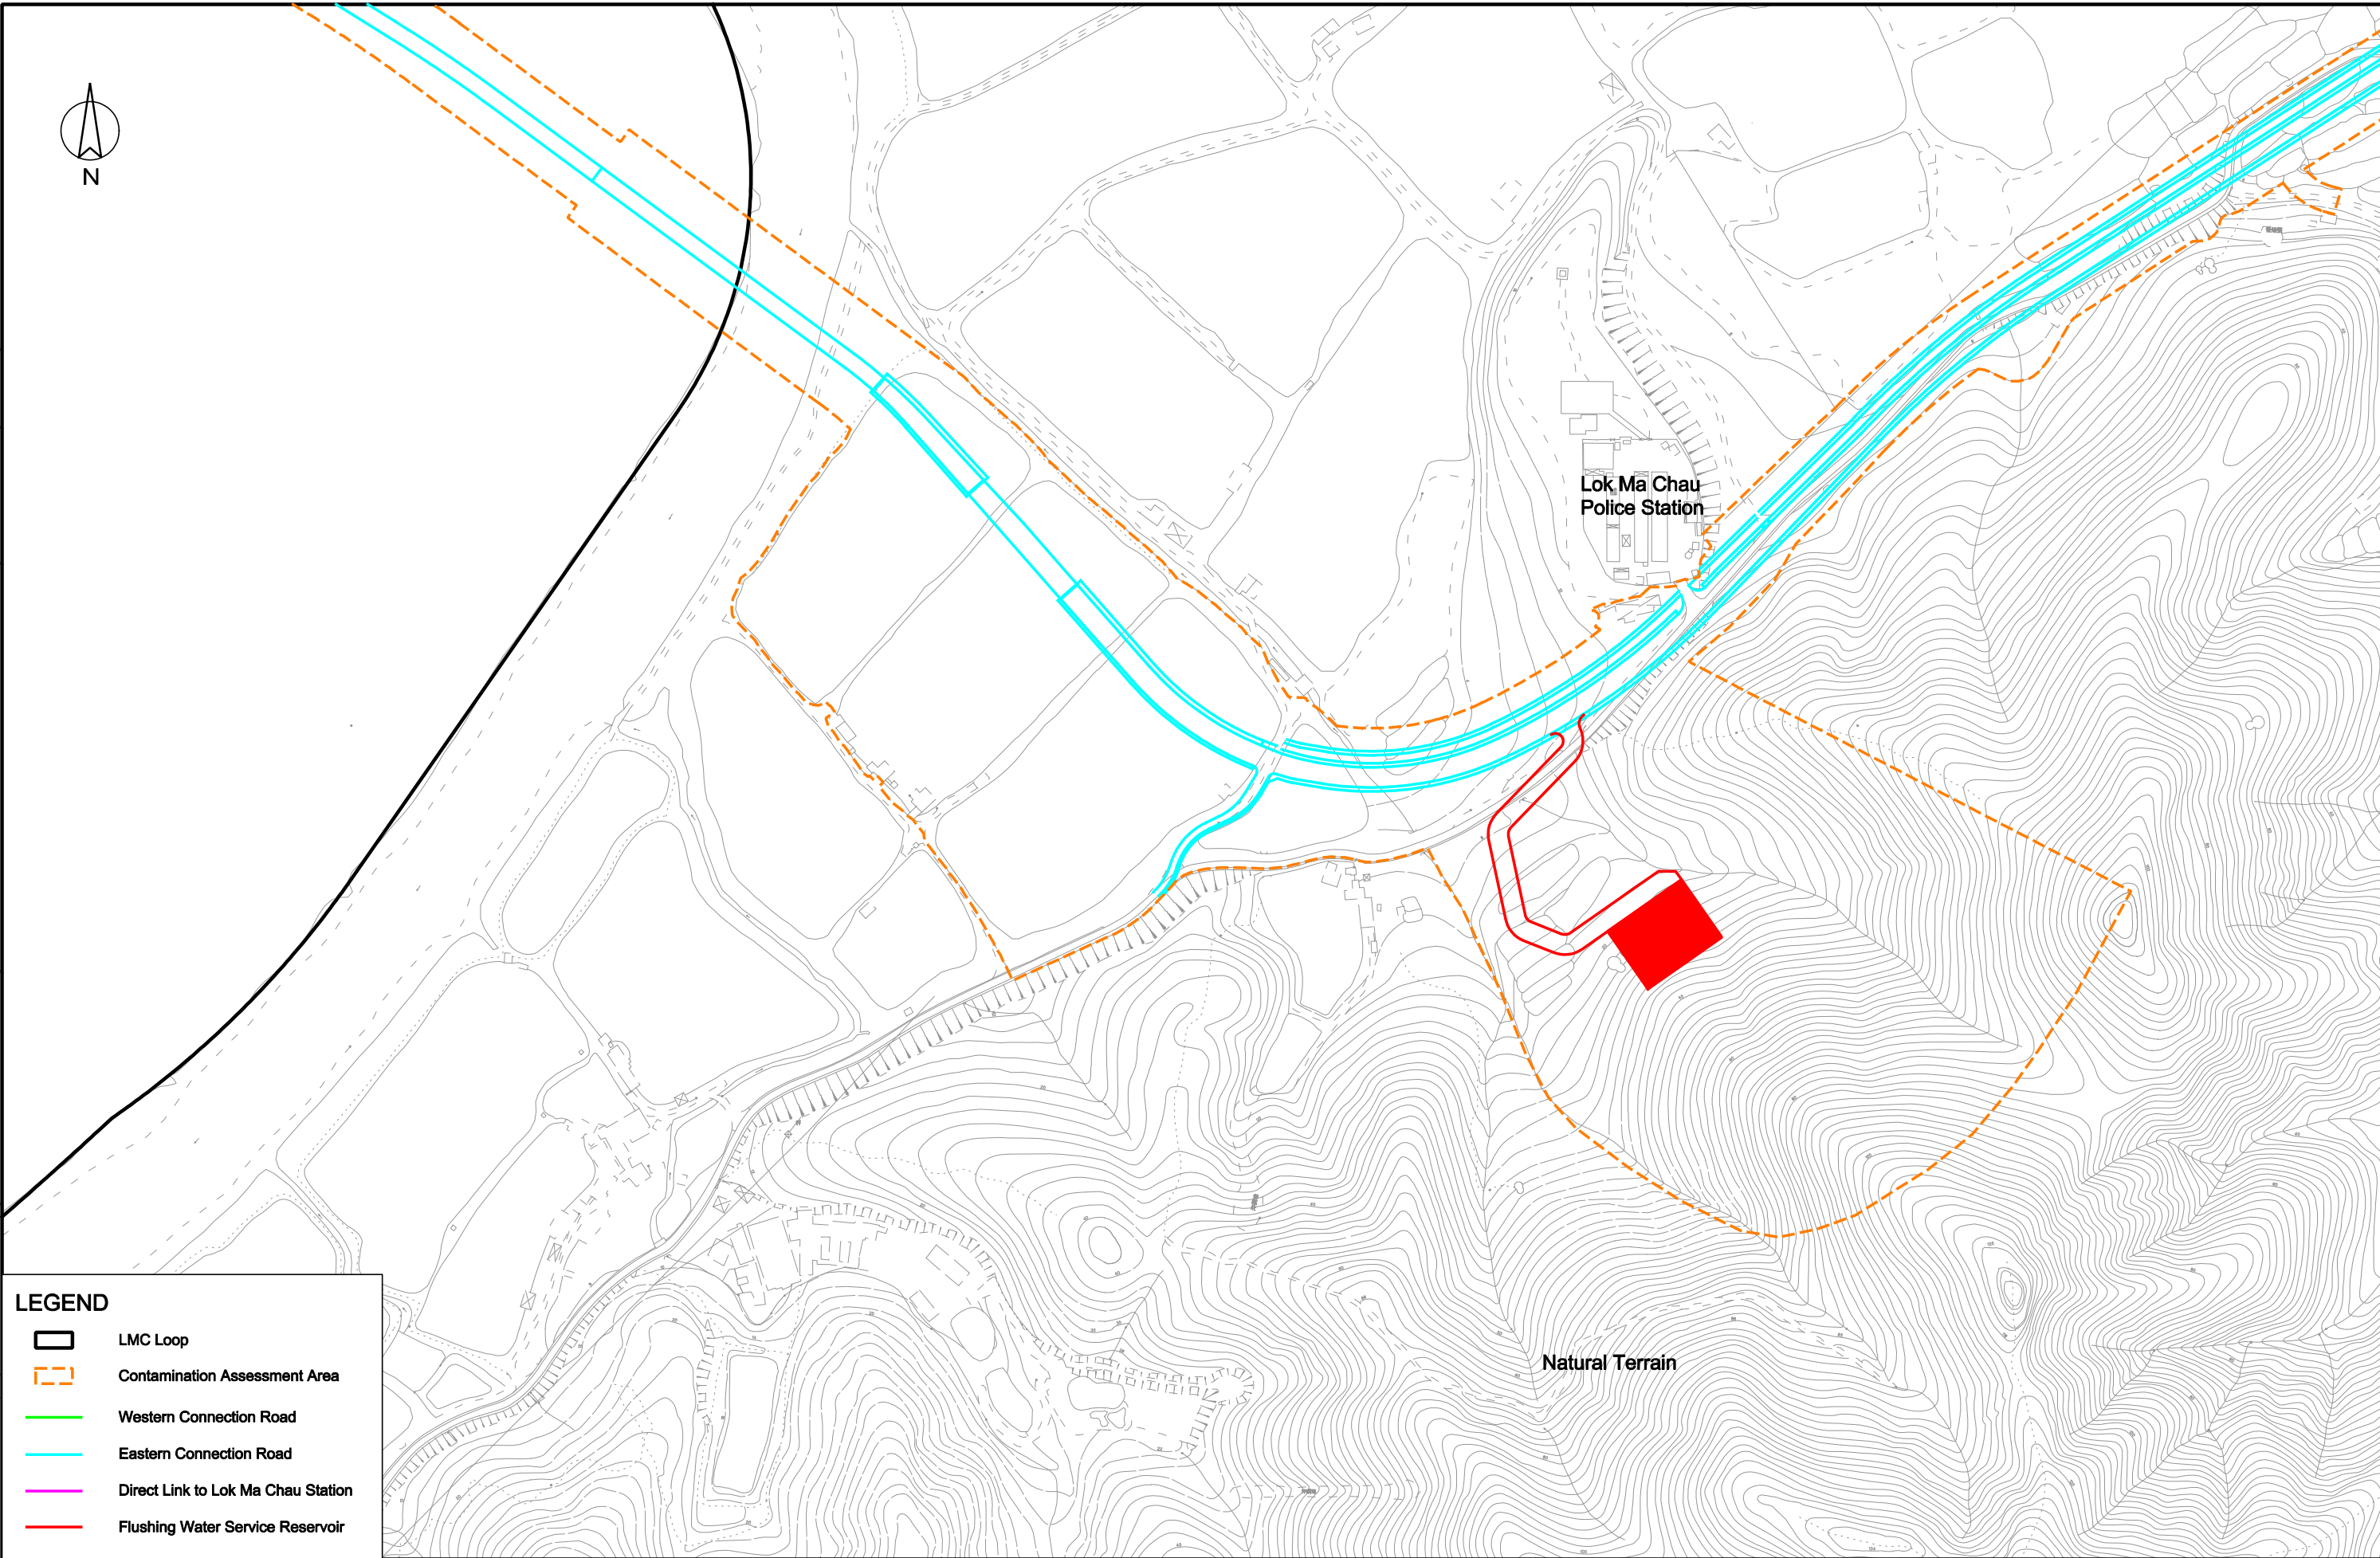 N
Lok Ma Chau
Police Station
Natural Terrain
LEGEND
LMC Loop
Contamination Assessment Area
Western Connection Road
Eastern Connection Road
Direct Link to Lok Ma Chau Station
Flushing Water Service Reservoir